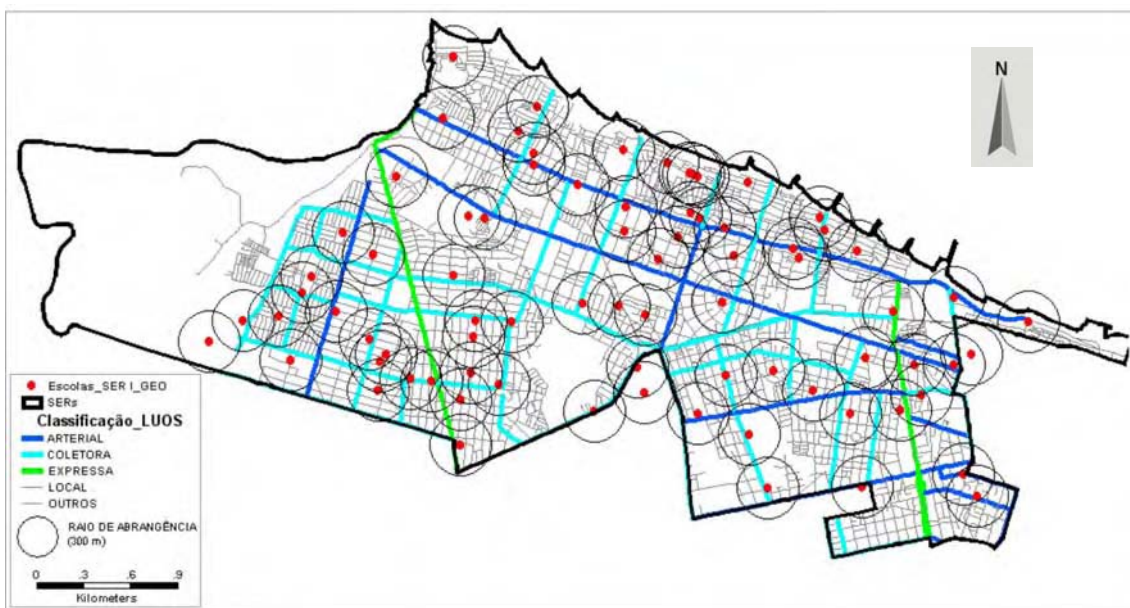 N
Escolas_SER I_GEO
SERs
Classificação_LUOS
ARTERIAL
COLETORA
EXPRESSA
LOCAL
OUTROS
RAIO DE ABRANGÊNCIA
(300 m)
0 .3 .6 .9
Kilometers